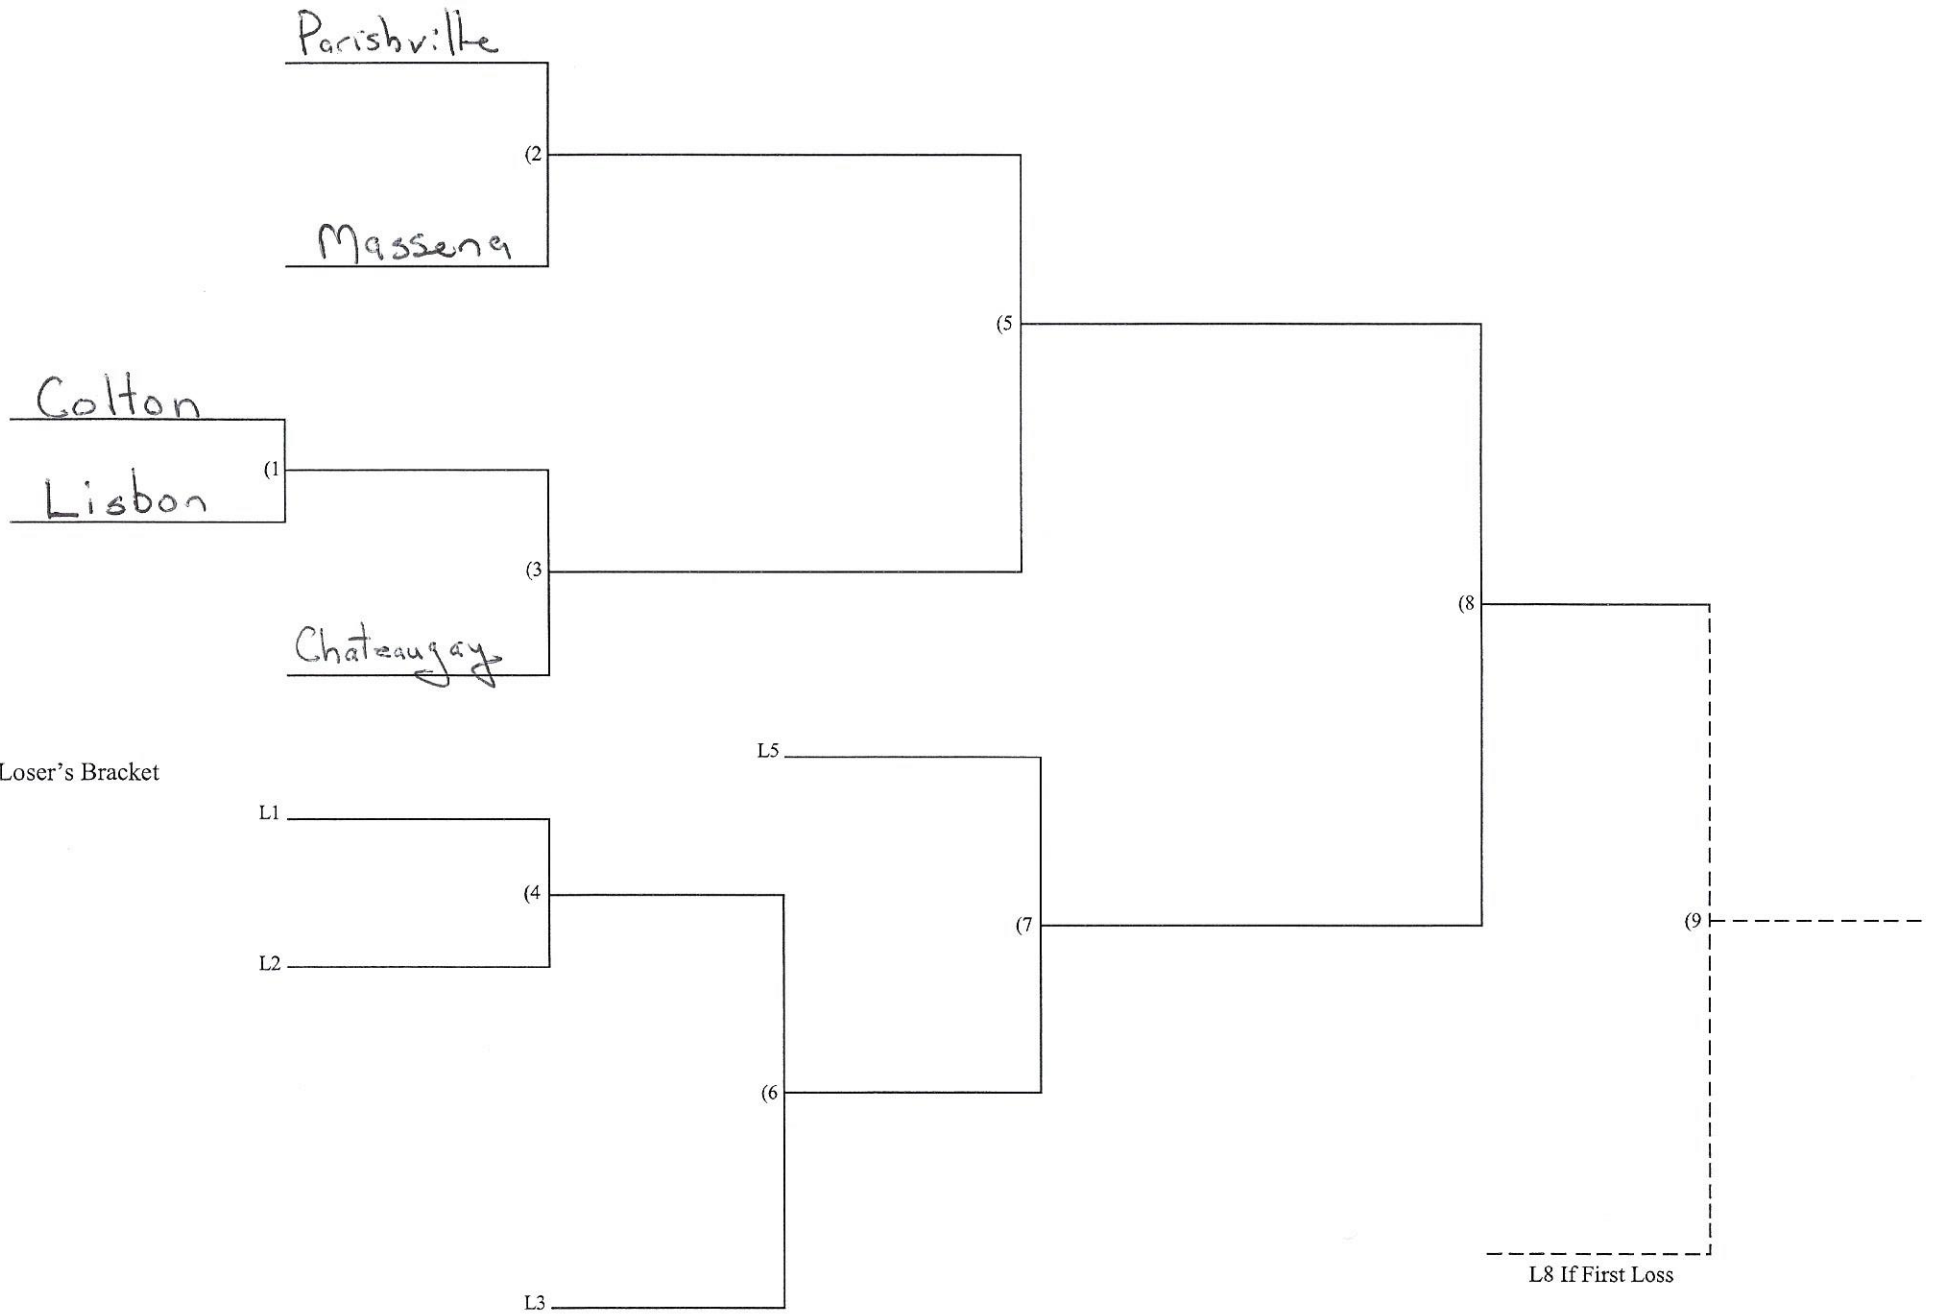 Parishville
(2
Massena
(5
Colton
(1
Lisbon
(3
(8
Chateaugay
L5
Loser's Bracket
L1
(4
(7
(9
L2
(6
L8 If First Loss
L3